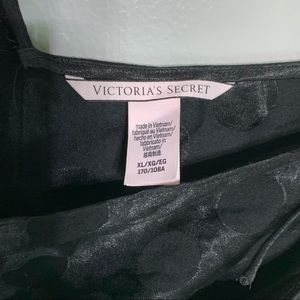 VICTORIA'S SECRET
made in Vietnam/
fabriqué au Vietnam/
hecho en Vietnam/
fabricado in
Vietnam/
越南制造
XL/XG/EG
170/108A